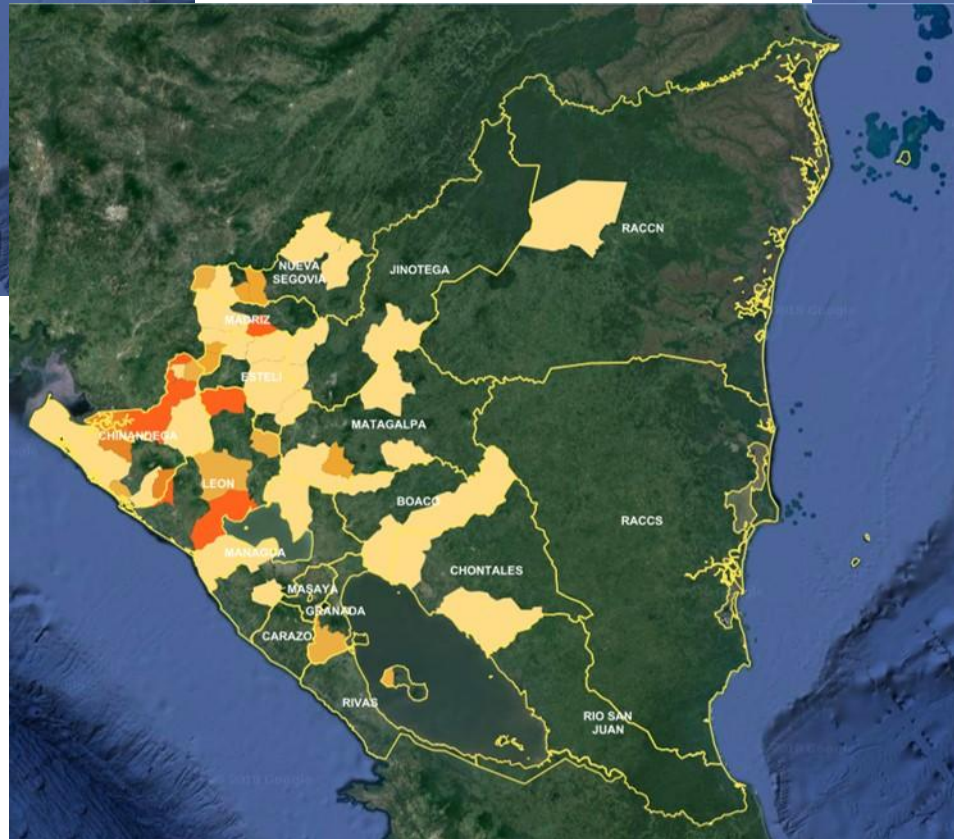 RACCN
NUEVA
SEGOVIA
JINOTEGA
MADRIZ
ESTELI
MATAGALPA
CHINANDEGA
LEON
BOACO
RACCS
MANAGUA
CHONTALES
MASAYA
GRANADA
CARAZO
RIVAS
RIO SAN
JUAN